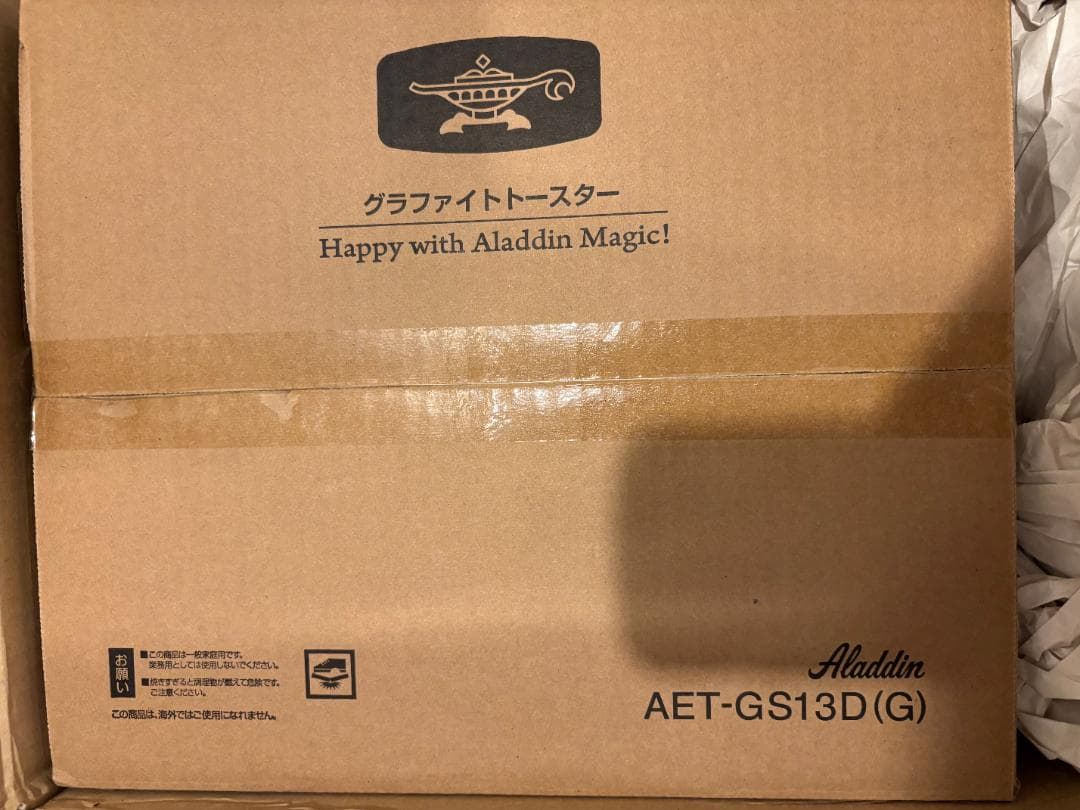 グラファイトトースター
Happy with Aladdin Magic!
お願い
■この商品は一般家庭用です。
業務用としては使用しないでください。
■焼きすぎると調理物が燃えて危険です。
ご注意ください。
この商品は、海外ではご使用になれません。
Aladdin
AET-GS13D(G)